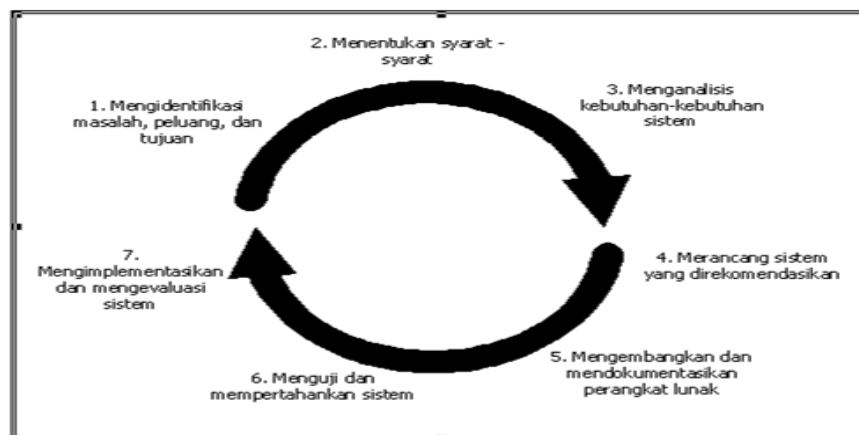 2. Menentukan syarat -
syarat
1. Mengidentifikasi
masalah, peluang, dan
tujuan
3. Menganalisis
kebutuhan-kebutuhan
sistem
7.
Mengimplementasikan
dan mengevaluasi
sistem
4. Merancang sistem
yang direkomendasikan
6. Menguji dan
mempertahankan sistem
5. Mengembangkan dan
mendokumentasikan
perangkat lunak